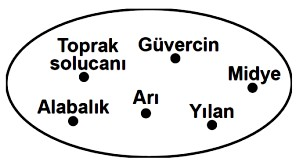 Toprak
solucanı
Güvercin
Midye
Alabalık
Arı
Yılan